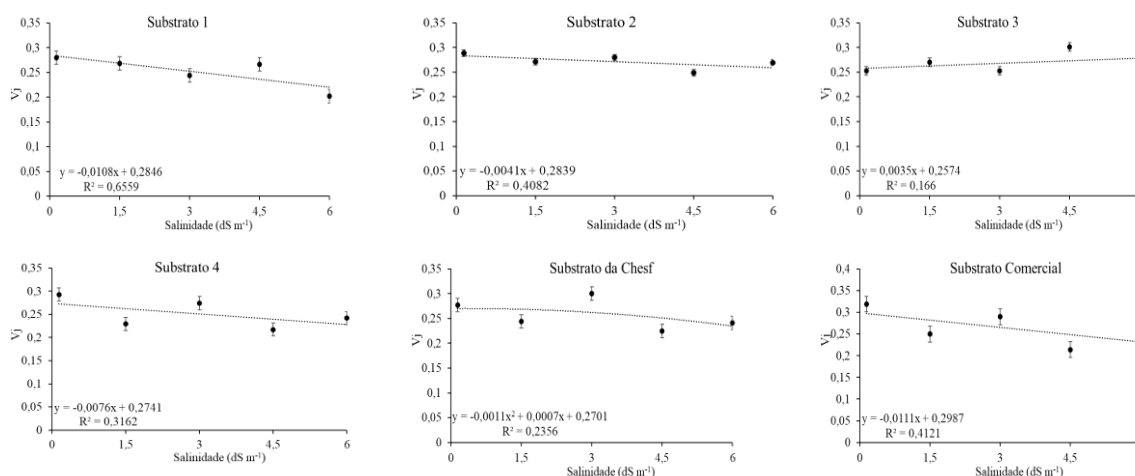 Substrato 1
0,35
0,3
0,25
0,2
0,15
0,1
0,05
0
Vj
y = -0,0108x + 0,2846
R² = 0,6559
0 1,5 3 4,5 6
Salinidade (dS m⁻¹)
Substrato 2
0,35
0,3
0,25
0,2
0,15
0,1
0,05
0
Vj
y = -0,0041x + 0,2839
R² = 0,4082
0 1,5 3 4,5 6
Salinidade (dS m⁻¹)
Substrato 3
0,35
0,3
0,25
0,2
0,15
0,1
0,05
0
Vj
y = 0,0035x + 0,2574
R² = 0,166
0 1,5 3 4,5
Salinidade (dS m⁻¹)
Substrato 4
0,35
0,3
0,25
0,2
0,15
0,1
0,05
0
Vj
y = -0,0076x + 0,2741
R² = 0,3162
0 1,5 3 4,5 6
Salinidade (dS m⁻¹)
Substrato da Chesf
0,35
0,3
0,25
0,2
0,15
0,1
0,05
0
Vj
y = -0,0011x² + 0,0007x + 0,2701
R² = 0,2356
0 1,5 3 4,5 6
Salinidade (dS m⁻¹)
Substrato Comercial
0,4
0,35
0,3
0,25
0,2
0,15
0,1
0,05
0
y = -0,0111x + 0,2987
R² = 0,4121
0 1,5 3 4,5
Salinidade (dS m⁻¹)